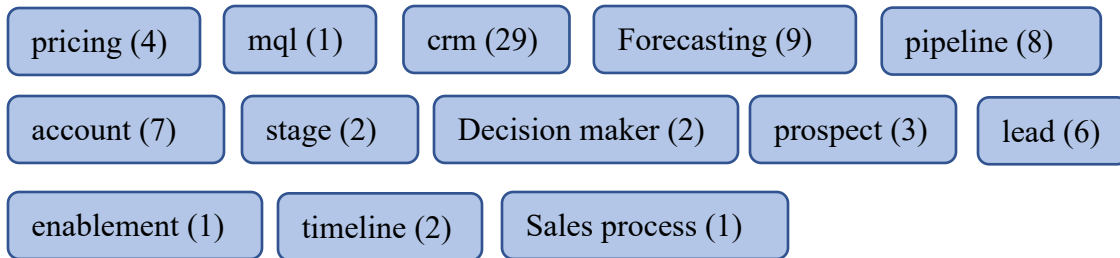 pricing (4) mql (1) crm (29) Forecasting (9) pipeline (8)
account (7) stage (2) Decision maker (2) prospect (3) lead (6)
enablement (1) timeline (2) Sales process (1)